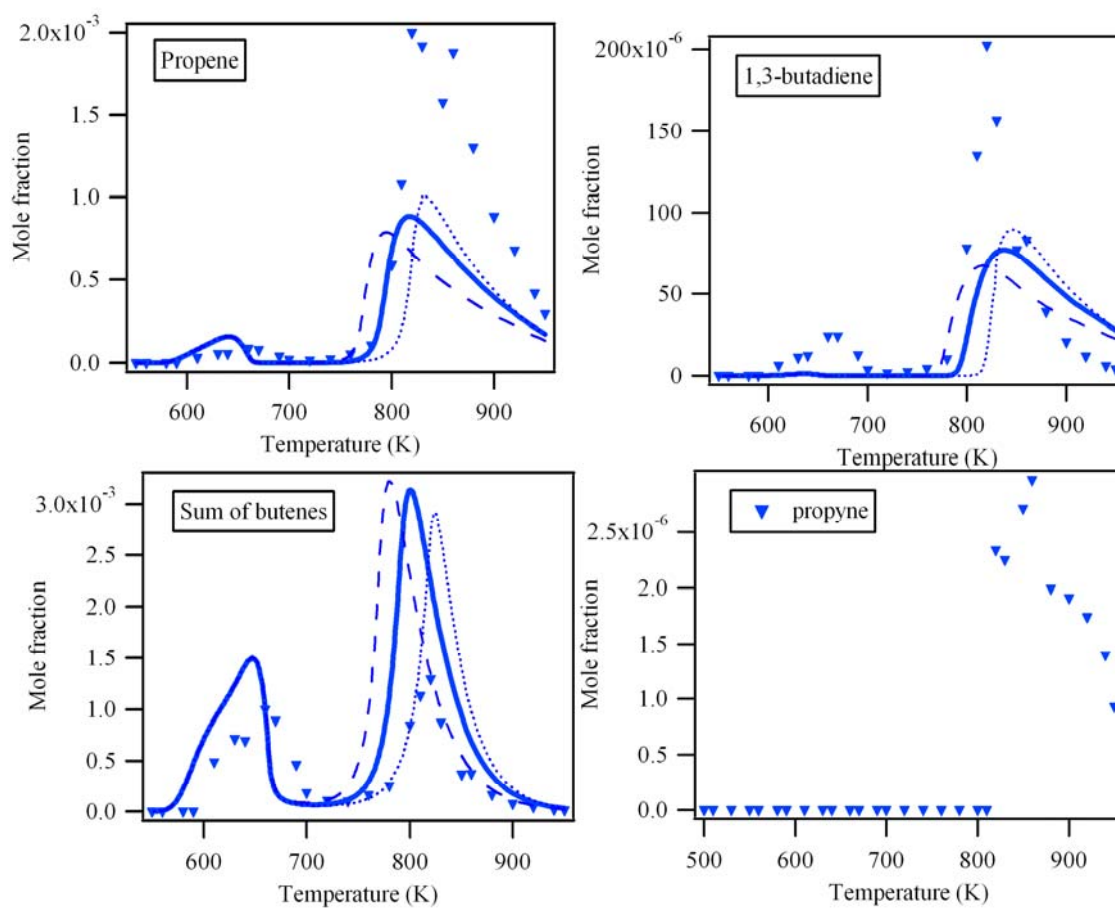 2.0x10⁻³
1.5
1.0
0.5
0.0
Mole fraction
Propene
600 700 800 900
Temperature (K)
200x10⁻⁶
150
100
50
0
Mole fraction
1,3-butadiene
600 700 800 900
Temperature (K)
3.0x10⁻³
2.5
2.0
1.5
1.0
0.5
0.0
Mole fraction
Sum of butenes
600 700 800 900
Temperature (K)
2.5x10⁻⁶
2.0
1.5
1.0
0.5
0.0
Mole fraction
propyne
500 600 700 800 900
Temperature (K)